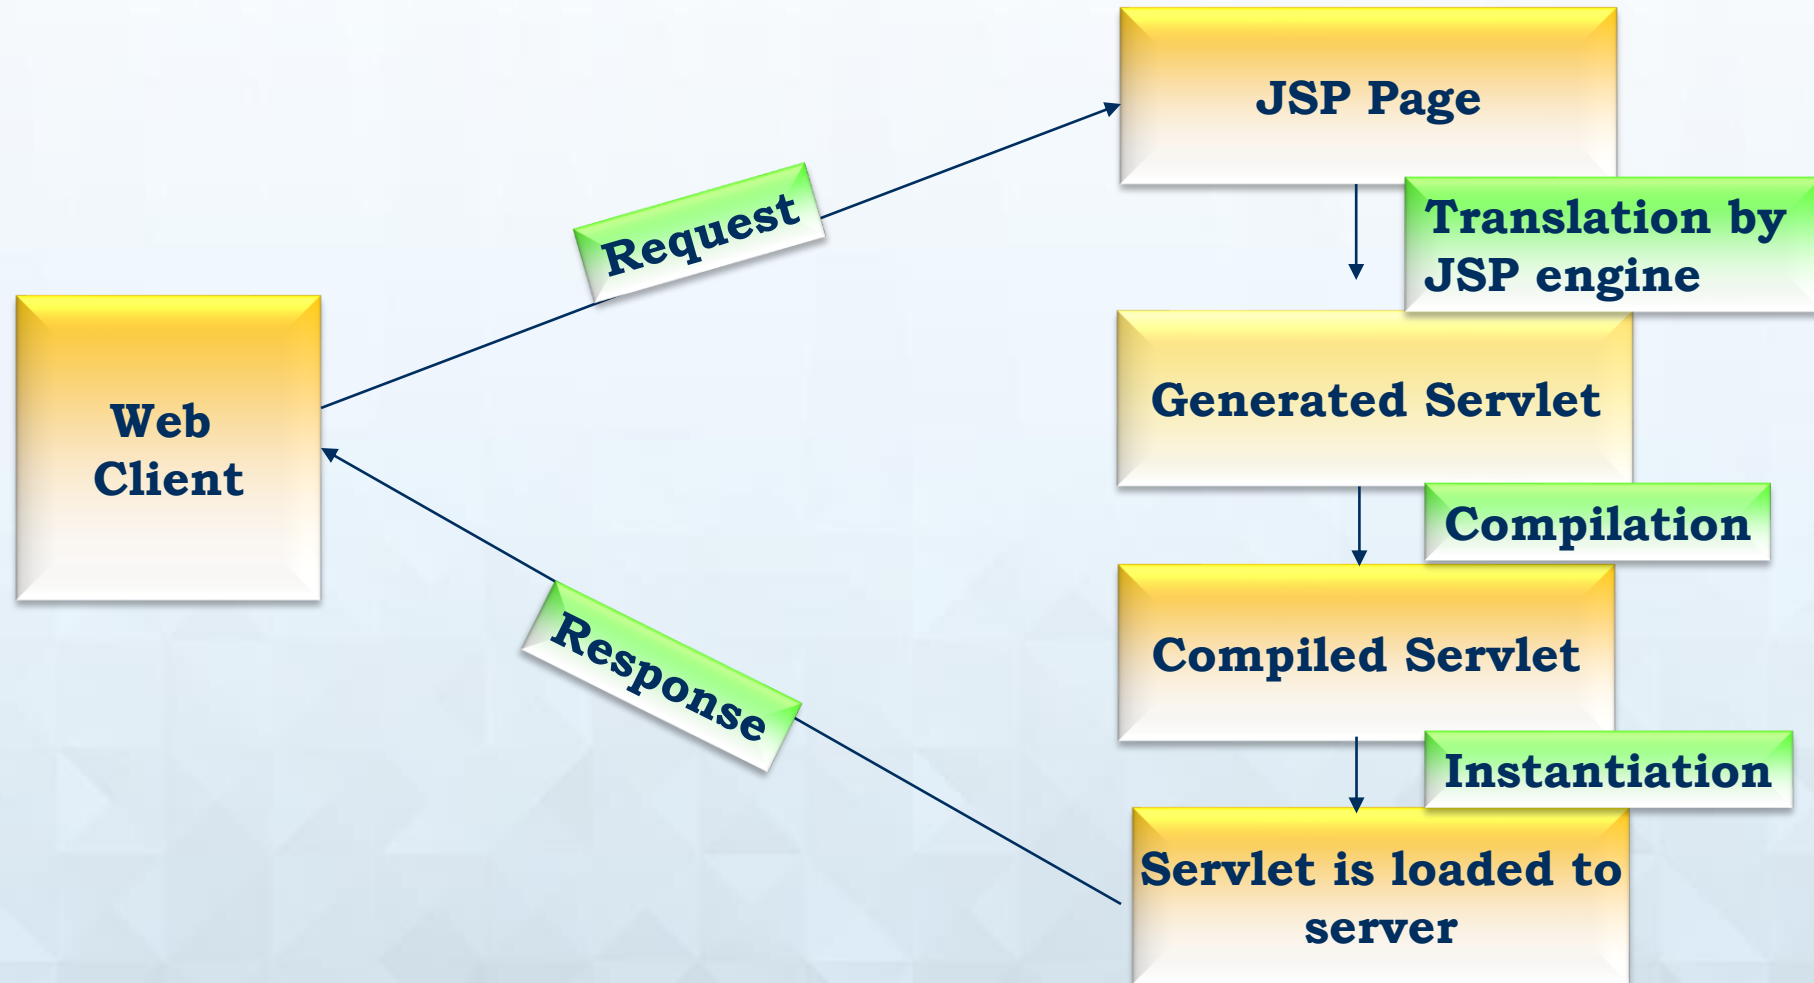 JSP Page
Request
Translation by
JSP engine
Web
Client
Generated Servlet
Compilation
Response
Compiled Servlet
Instantiation
Servlet is loaded to
server